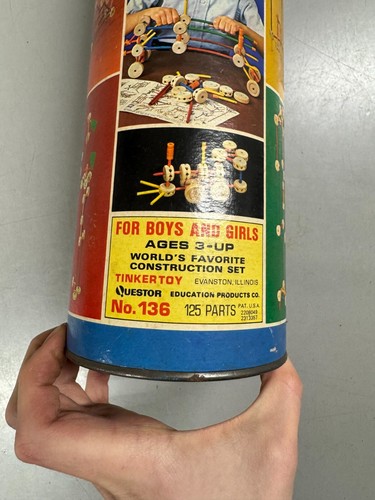 FOR BOYS AND GIRLS
AGES 3-UP
WORLD'S FAVORITE
CONSTRUCTION SET
TINKERTOY EVANSTON, ILLINOIS
QUESTOR EDUCATION PRODUCTS CO.
No. 136 125 PARTS PAT. U.S.A.
2208049